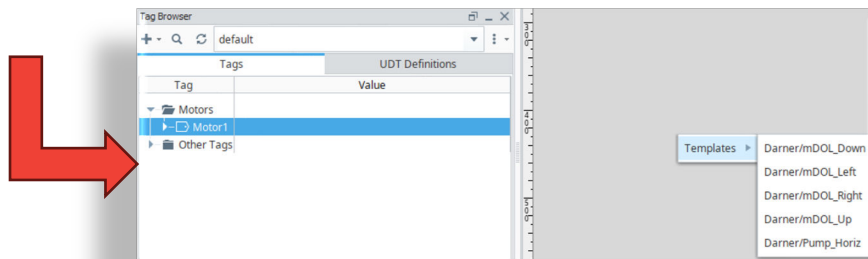 Tag Browser
default
Tags UDT Definitions
Tag Value
Motors
Motor1
Other Tags
Templates
Darner/mDOL_Down
Darner/mDOL_Left
Darner/mDOL_Right
Darner/mDOL_Up
Darner/Pump_Horiz